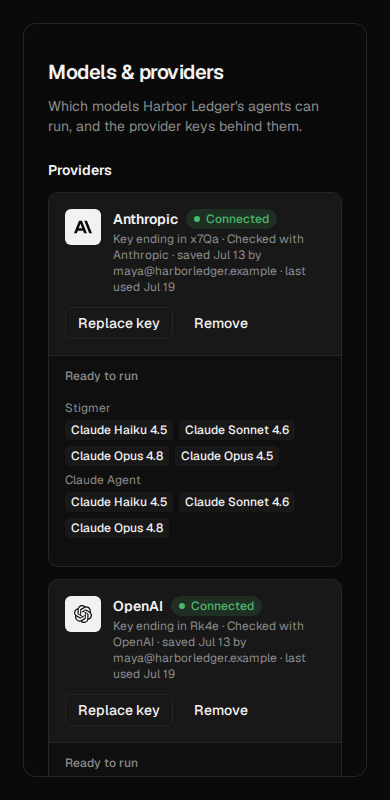 Models & providers
Which models Harbor Ledger's agents can
run, and the provider keys behind them.
Providers
Anthropic
Connected
Key ending in x7Qa · Checked with
Anthropic · saved Jul 13 by
maya@harborledger.example · last
used Jul 19
Replace key
Remove
Ready to run
Stigmer
Claude Haiku 4.5
Claude Sonnet 4.6
Claude Opus 4.8
Claude Opus 4.5
Claude Agent
Claude Haiku 4.5
Claude Sonnet 4.6
Claude Opus 4.8
OpenAI
Connected
Key ending in Rk4e · Checked with
OpenAI · saved Jul 13 by
maya@harborledger.example · last
used Jul 19
Replace key
Remove
Ready to run